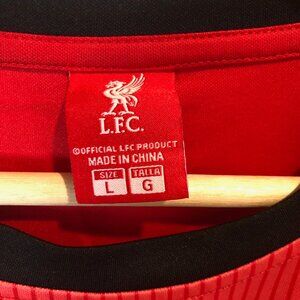 L.F.C.
©OFFICIAL LFC PRODUCT
MADE IN CHINA
SIZE TALLA
L G